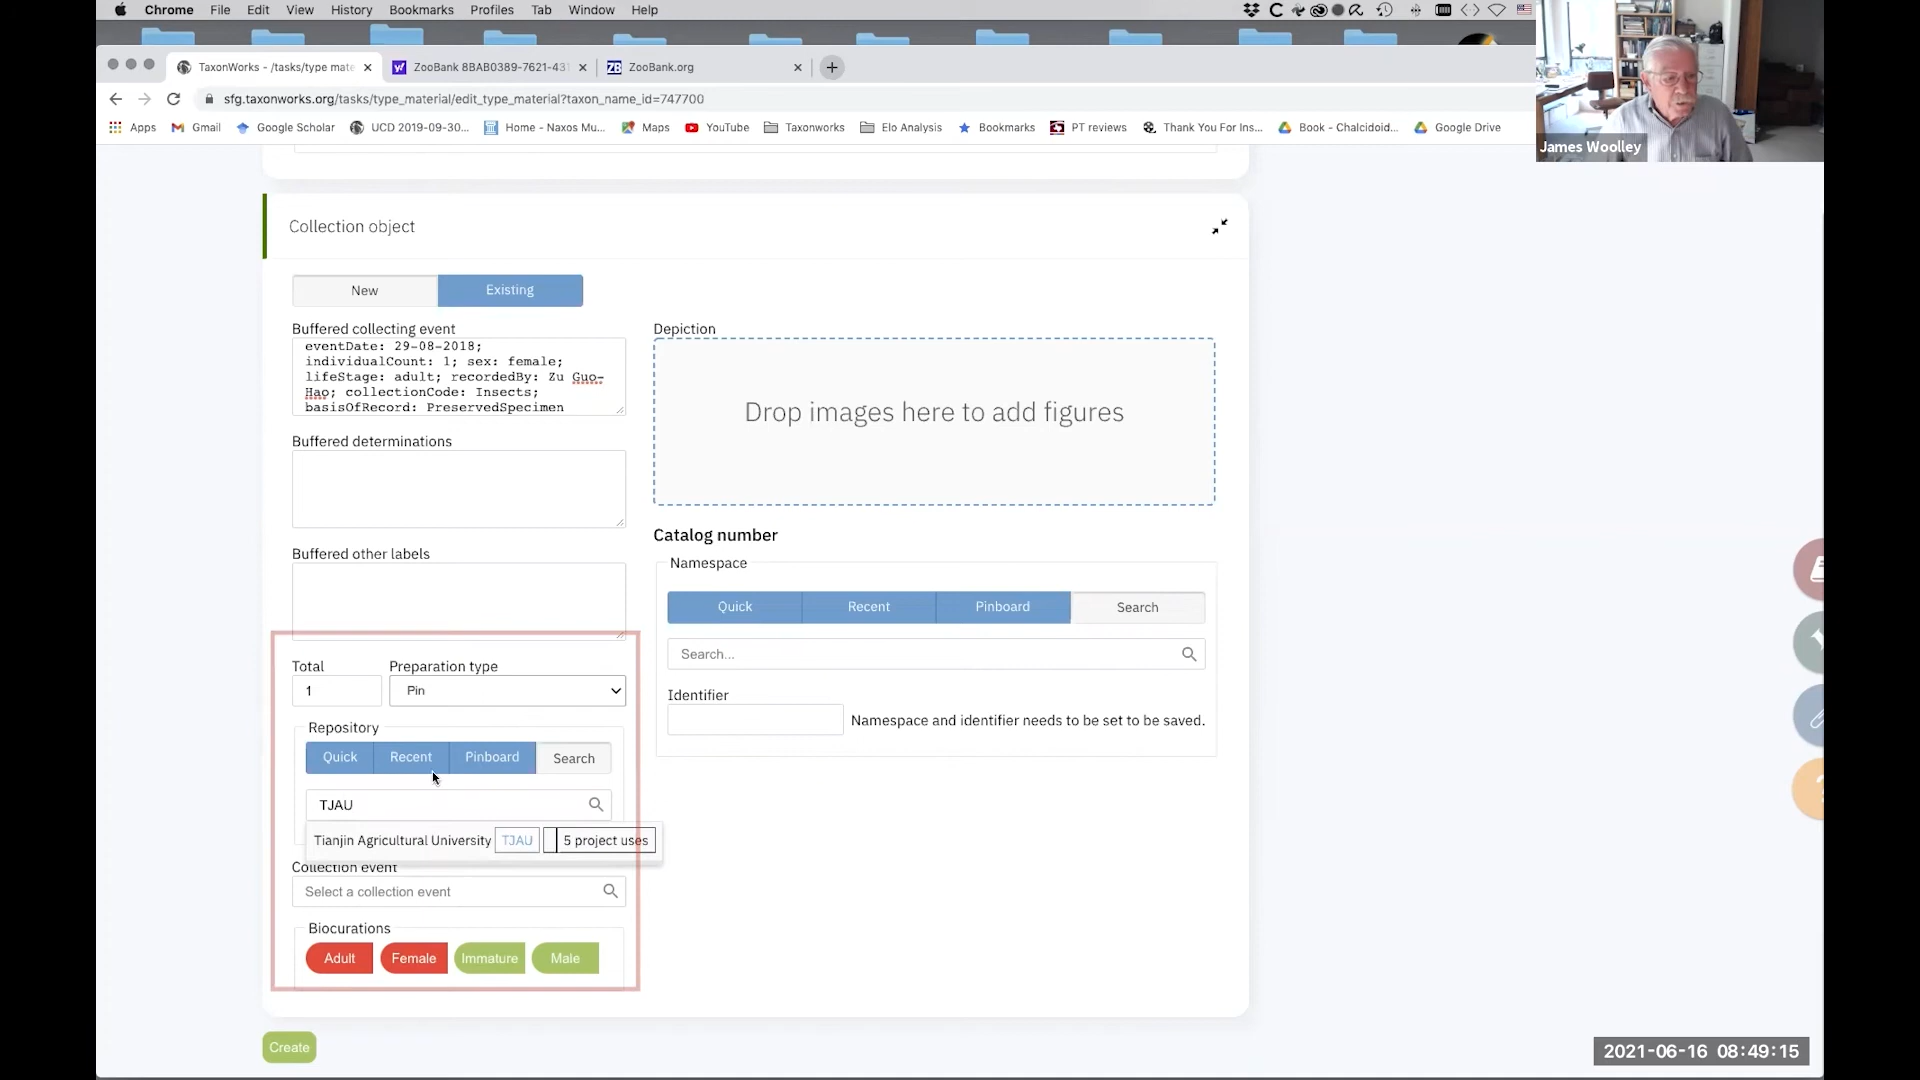 Chrome File Edit View History Bookmarks Profiles Tab Window Help
TaxonWorks - /tasks/type mate
ZooBank 8BAB0389-7621-431
ZooBank.org
sfg.taxonworks.org/tasks/type_material/edit_type_material?taxon_name_id=747700
Apps Gmail Google Scholar UCD 2019-09-30... Home - Naxos Mu... Maps YouTube Taxonworks Elo Analysis Bookmarks PT reviews Thank You For Ins... Book - Chalcidoid... Google Drive
James Woolley
Collection object
New Existing
Buffered collecting event
eventDate: 29-08-2018;
individualCount: 1; sex: female;
lifeStage: adult; recordedBy: Zu Guo-
Hao; collectionCode: Insects;
basisOfRecord: PreservedSpecimen
Buffered determinations
Buffered other labels
Total Preparation type
1 Pin
Repository
Quick Recent Pinboard Search
TJAU
Tianjin Agricultural University TJAU 5 project uses
Collection event
Select a collection event
Biocurations
Adult Female Immature Male
Depiction
Drop images here to add figures
Catalog number
Namespace
Quick Recent Pinboard Search
Search...
Identifier
Namespace and identifier needs to be set to be saved.
Create
2021-06-16 08:49:15